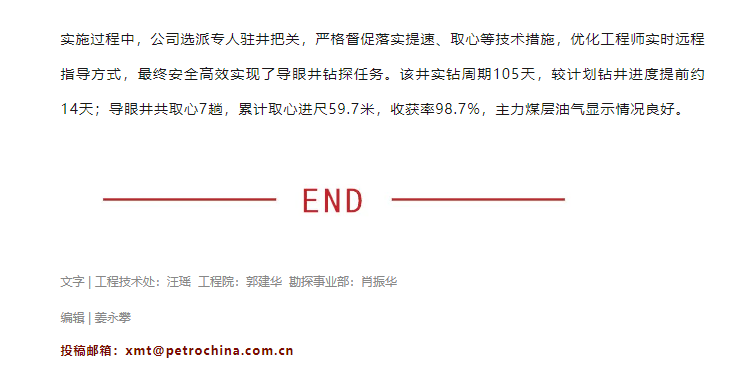 实施过程中，公司选派专人驻井把关，严格督促落实提速、取心等技术措施，优化工程师实时远程
指导方式，最终安全高效实现了导眼井钻探任务。该井实钻周期105天，较计划钻井进度提前约
14天；导眼井共取心7趟，累计取心进尺59.7米，收获率98.7%，主力煤层油气显示情况良好。
END
文字 | 工程技术处：汪瑶  工程院：郭建华  勘探事业部：肖振华
编辑 | 姜永攀
投稿邮箱：xmt@petrochina.com.cn